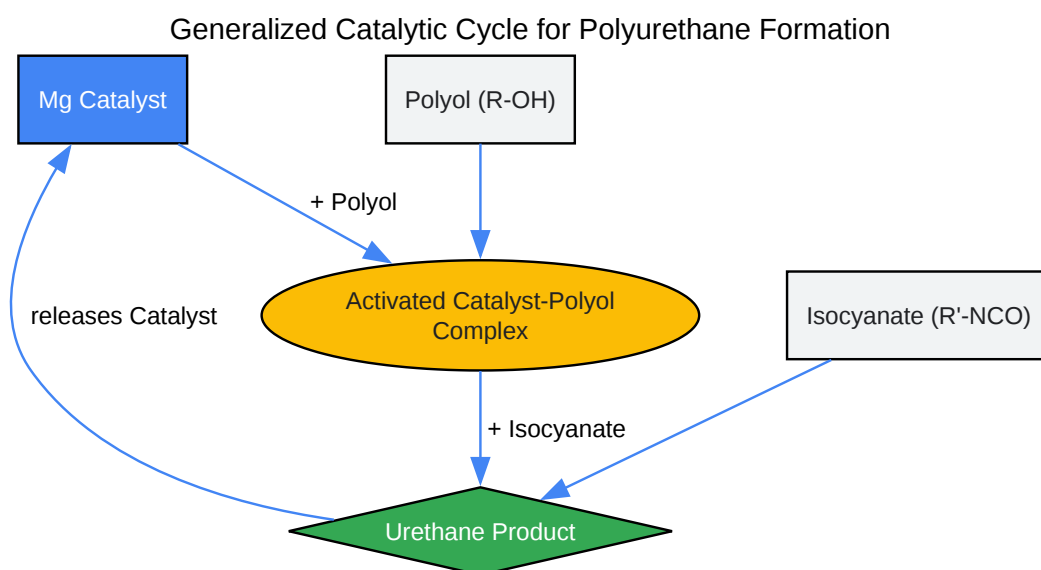 Generalized Catalytic Cycle for Polyurethane Formation
Mg Catalyst
Polyol (R-OH)
+ Polyol
Activated Catalyst-Polyol
Complex
Isocyanate (R'-NCO)
releases Catalyst
+ Isocyanate
Urethane Product